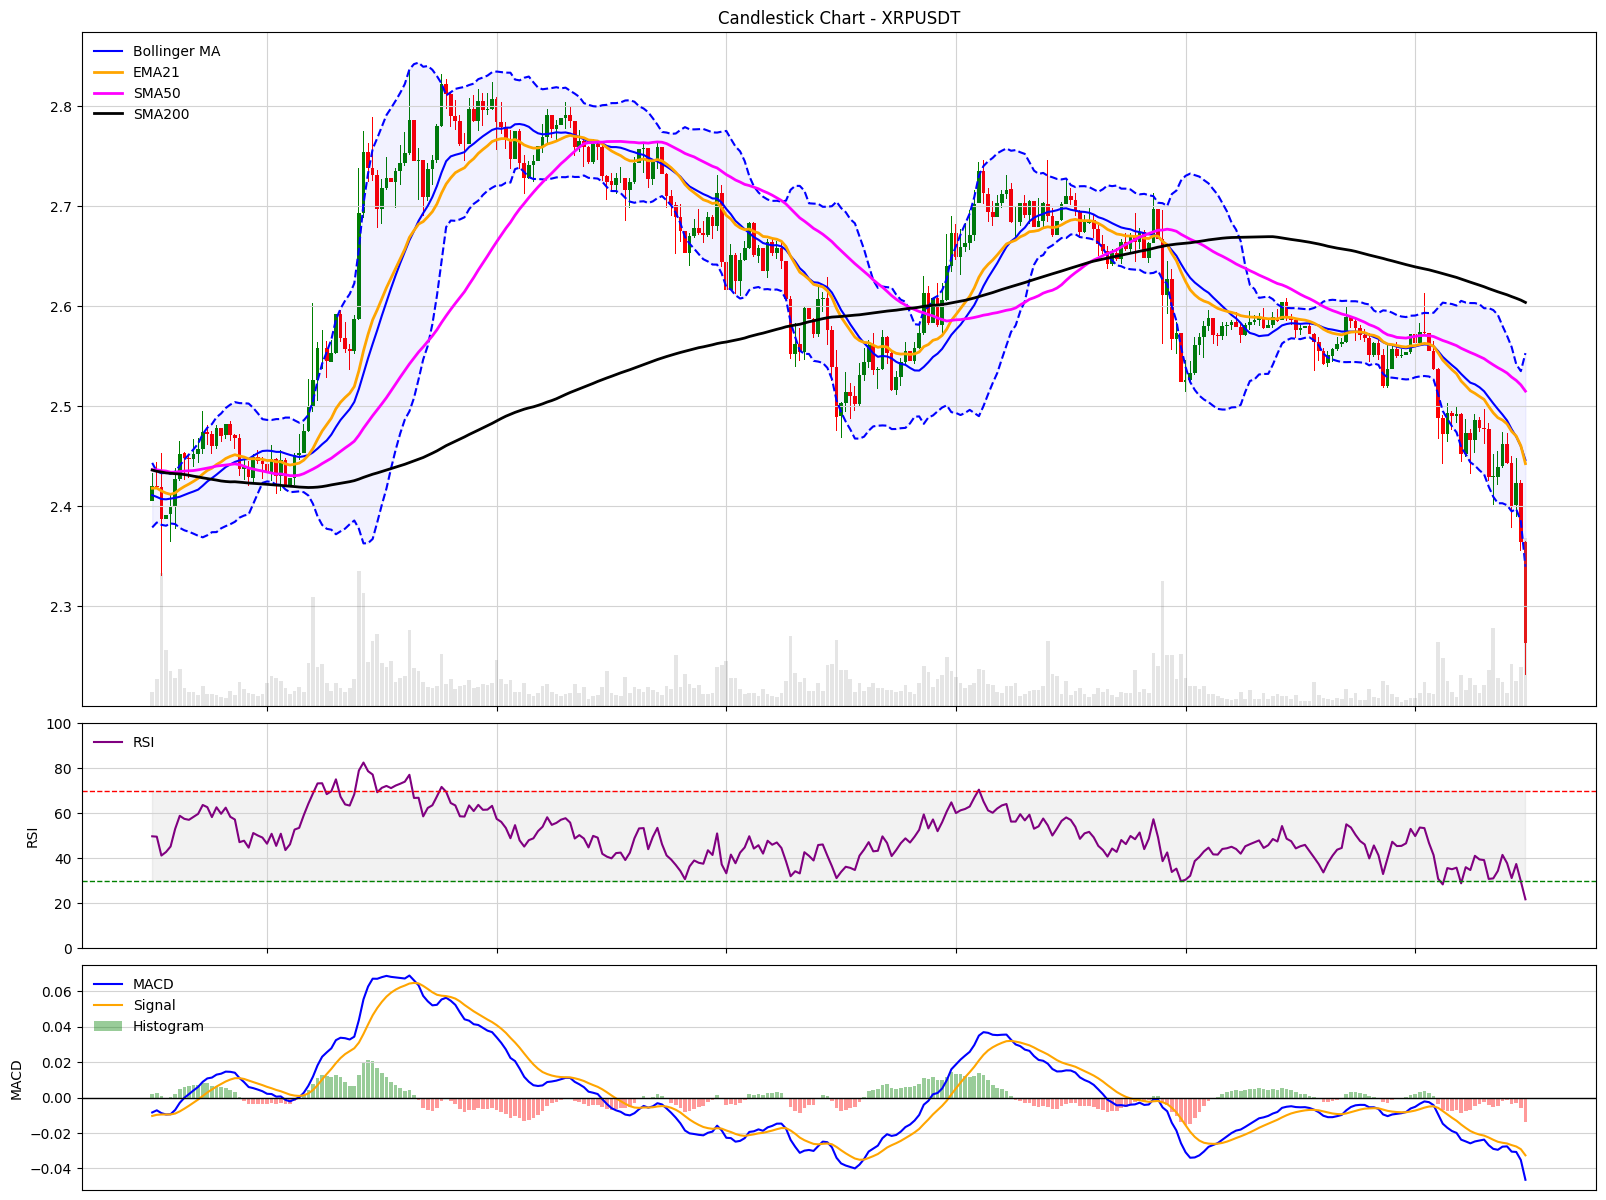 Candlestick Chart - XRPUSDT
Bollinger MA
EMA21
SMA50
SMA200
2.8
2.7
2.6
2.5
2.4
2.3
RSI
100
80
60
40
20
0
RSI
MACD
Signal
Histogram
0.06
0.04
0.02
0.00
−0.02
−0.04
MACD